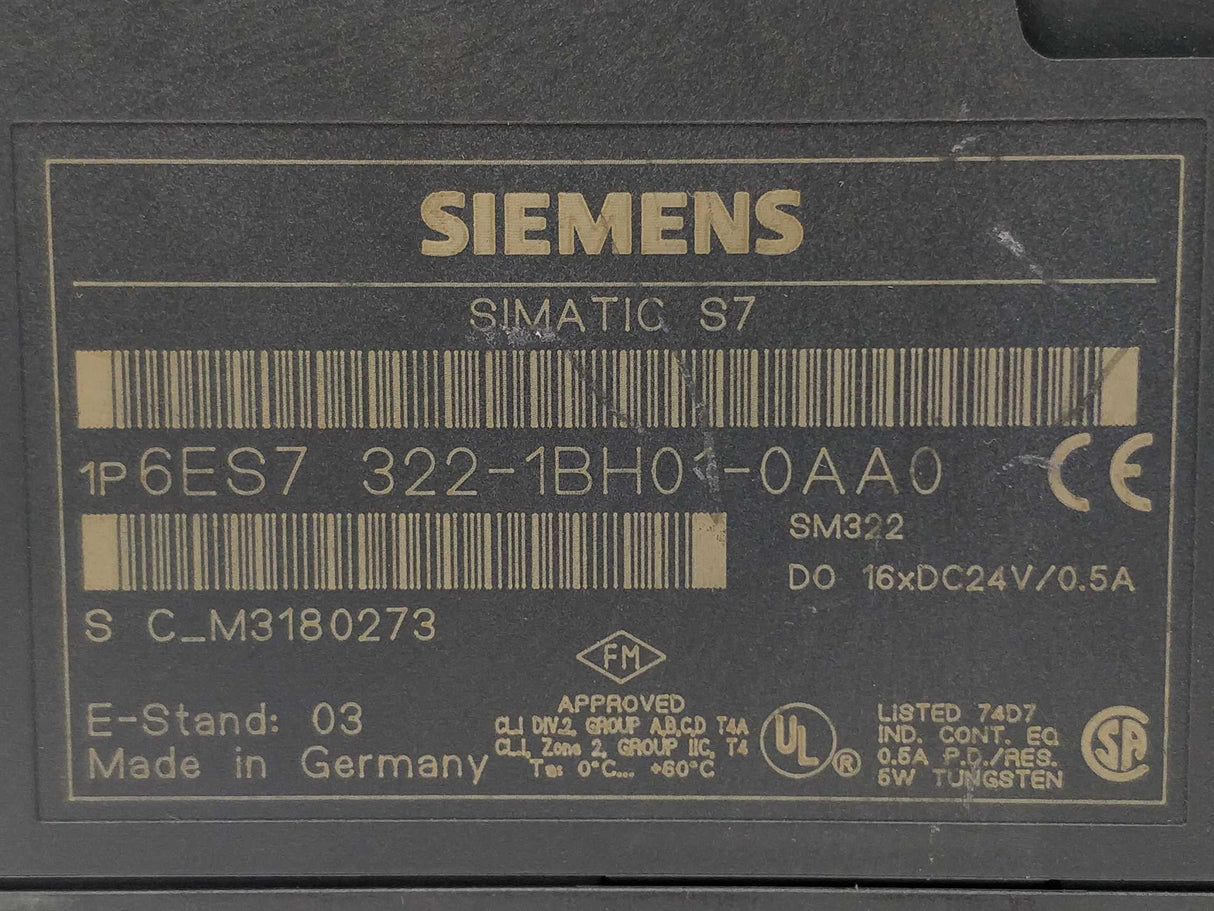 SIEMENS
SIMATIC S7
1P 6ES7 322-1BH01-0AA0
CE
SM322
DO 16xDC24V/0.5A
S C_M3180273
FM
APPROVED
CL.I, DIV.2, GROUP A,B,C,D T4A
CL.I, Zone 2, GROUP IIC, T4
Ta: 0°C... +60°C
E-Stand: 03
Made in Germany
UL ®
LISTED 74D7
IND. CONT. EQ
0.5A P.D./RES.
5W TUNGSTEN
SA